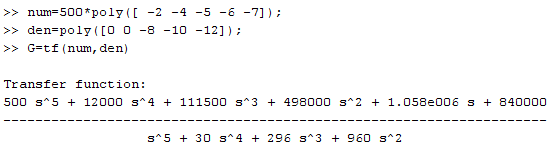 >> num=500*poly([ -2 -4 -5 -6 -7]);
>> den=poly([0 0 -8 -10 -12]);
>> G=tf(num,den)
Transfer function:
500 s^5 + 12000 s^4 + 111500 s^3 + 498000 s^2 + 1.058e006 s + 840000
--------------------------------------------------------------------
s^5 + 30 s^4 + 296 s^3 + 960 s^2